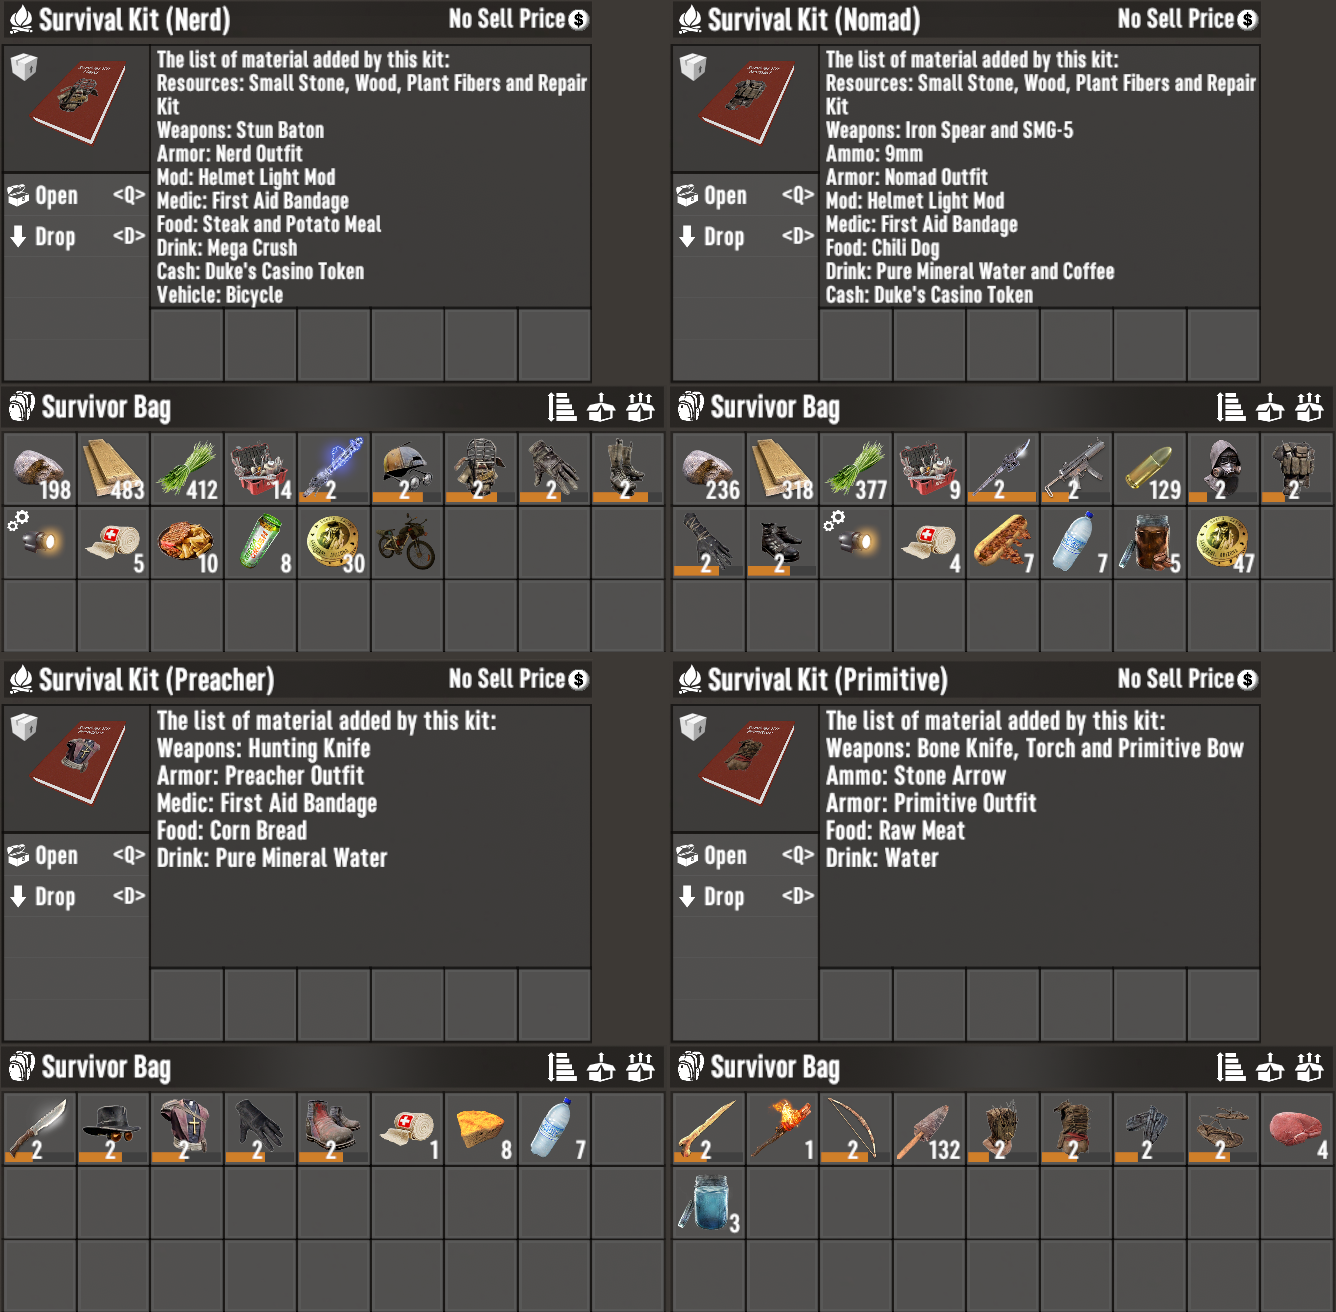 Survival Kit (Nerd)
No Sell Price $
The list of material added by this kit:
Resources: Small Stone, Wood, Plant Fibers and Repair
Kit
Weapons: Stun Baton
Armor: Nerd Outfit
Mod: Helmet Light Mod
Medic: First Aid Bandage
Food: Steak and Potato Meal
Drink: Mega Crush
Cash: Duke's Casino Token
Vehicle: Bicycle
Open <Q>
Drop <D>
Survivor Bag
198 483 412 14 2 2 2 2 2
5 10 8 30
Survival Kit (Nomad)
No Sell Price $
The list of material added by this kit:
Resources: Small Stone, Wood, Plant Fibers and Repair
Kit
Weapons: Iron Spear and SMG-5
Ammo: 9mm
Armor: Nomad Outfit
Mod: Helmet Light Mod
Medic: First Aid Bandage
Food: Chili Dog
Drink: Pure Mineral Water and Coffee
Cash: Duke's Casino Token
Open <Q>
Drop <D>
Survivor Bag
236 318 377 9 2 2 129 2 2
2 2 4 7 7 5 47
Survival Kit (Preacher)
No Sell Price $
The list of material added by this kit:
Weapons: Hunting Knife
Armor: Preacher Outfit
Medic: First Aid Bandage
Food: Corn Bread
Drink: Pure Mineral Water
Open <Q>
Drop <D>
Survivor Bag
2 2 2 2 2 1 8 7
Survival Kit (Primitive)
No Sell Price $
The list of material added by this kit:
Weapons: Bone Knife, Torch and Primitive Bow
Ammo: Stone Arrow
Armor: Primitive Outfit
Food: Raw Meat
Drink: Water
Open <Q>
Drop <D>
Survivor Bag
2 1 2 132 2 2 2 2 4
3